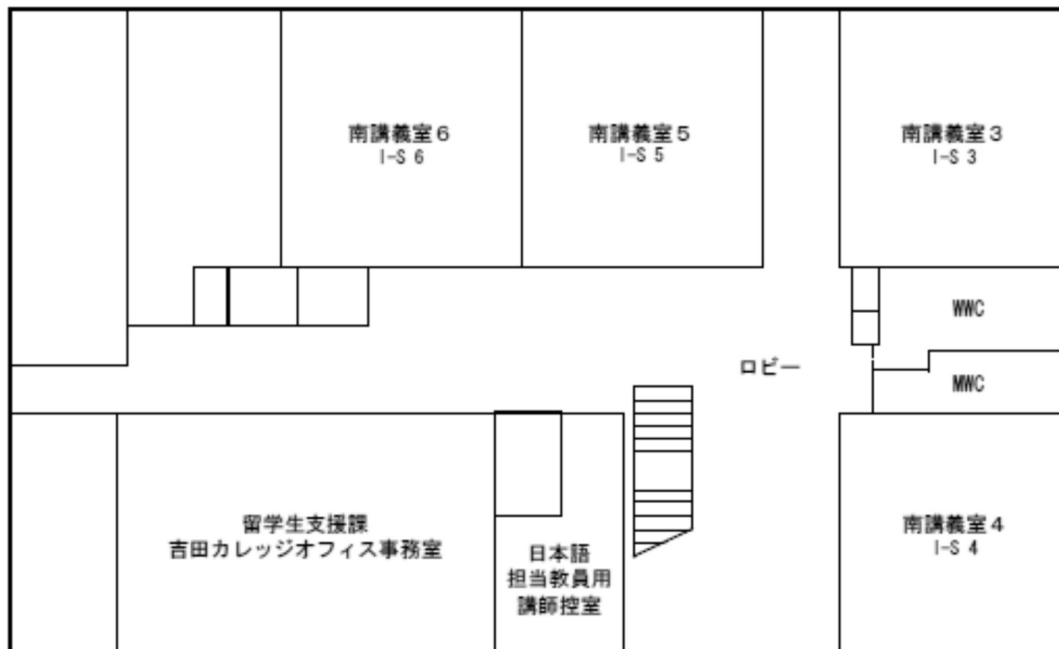 南講義室６
I-S 6
南講義室５
I-S 5
南講義室３
I-S 3
WWC
ロビー
MWC
留学生支援課
吉田カレッジオフィス事務室
日本語
担当教員用
講師控室
南講義室４
I-S 4